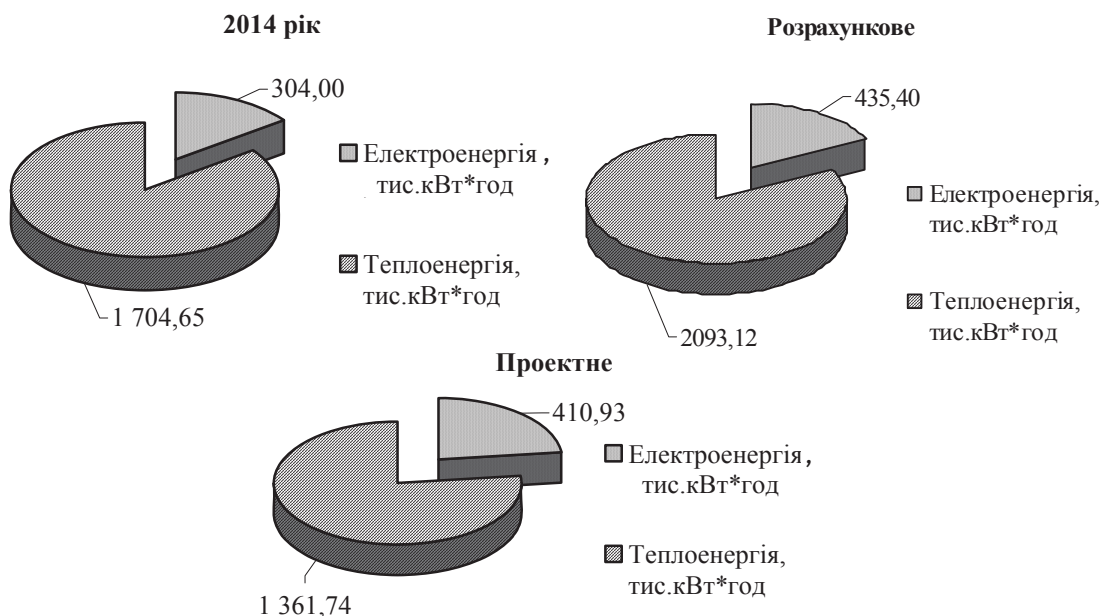 2014 рік
304,00
Електроенергія ,
тис.кВт*год
Теплоенергія,
тис.кВт*год
1 704,65
Розрахункове
435,40
Електроенергія,
тис.кВт*год
Теплоенергія,
тис.кВт*год
2093,12
Проектне
410,93
Електроенергія ,
тис.кВт*год
Теплоенергія,
тис.кВт*год
1 361,74